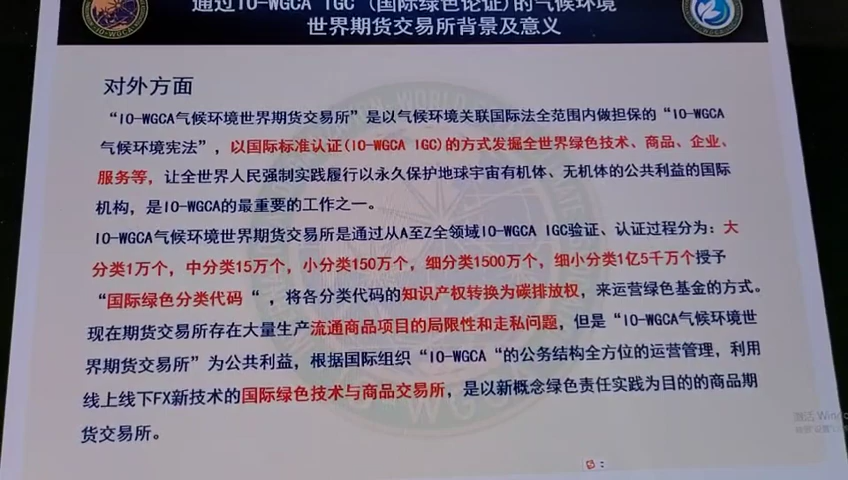 通过IO-WGCA IGC (国际绿色论证)的气候环境
世界期货交易所背景及意义
对外方面
“IO-WGCA气候环境世界期货交易所”是以气候环境关联国际法全范围内做担保的“IO-WGCA
气候环境宪法”，以国际标准认证(IO-WGCA IGC)的方式发掘全世界绿色技术、商品、企业、
服务等，让全世界人民强制实践履行以永久保护地球宇宙有机体、无机体的公共利益的国际
机构，是IO-WGCA的最重要的工作之一。
IO-WGCA气候环境世界期货交易所是通过从A至Z全领域IO-WGCA IGC验证、认证过程分为：大
分类1万个，中分类15万个，小分类150万个，细分类1500万个，细小分类1亿5千万个授予
“国际绿色分类代码“，将各分类代码的知识产权转换为碳排放权，来运营绿色基金的方式。
现在期货交易所存在大量生产流通商品项目的局限性和走私问题，但是“IO-WGCA气候环境世
界期货交易所”为公共利益，根据国际组织“IO-WGCA“的公务结构全方位的运营管理，利用
线上线下FX新技术的国际绿色技术与商品交易所，是以新概念绿色责任实践为目的的商品期
货交易所。
激活 Windo